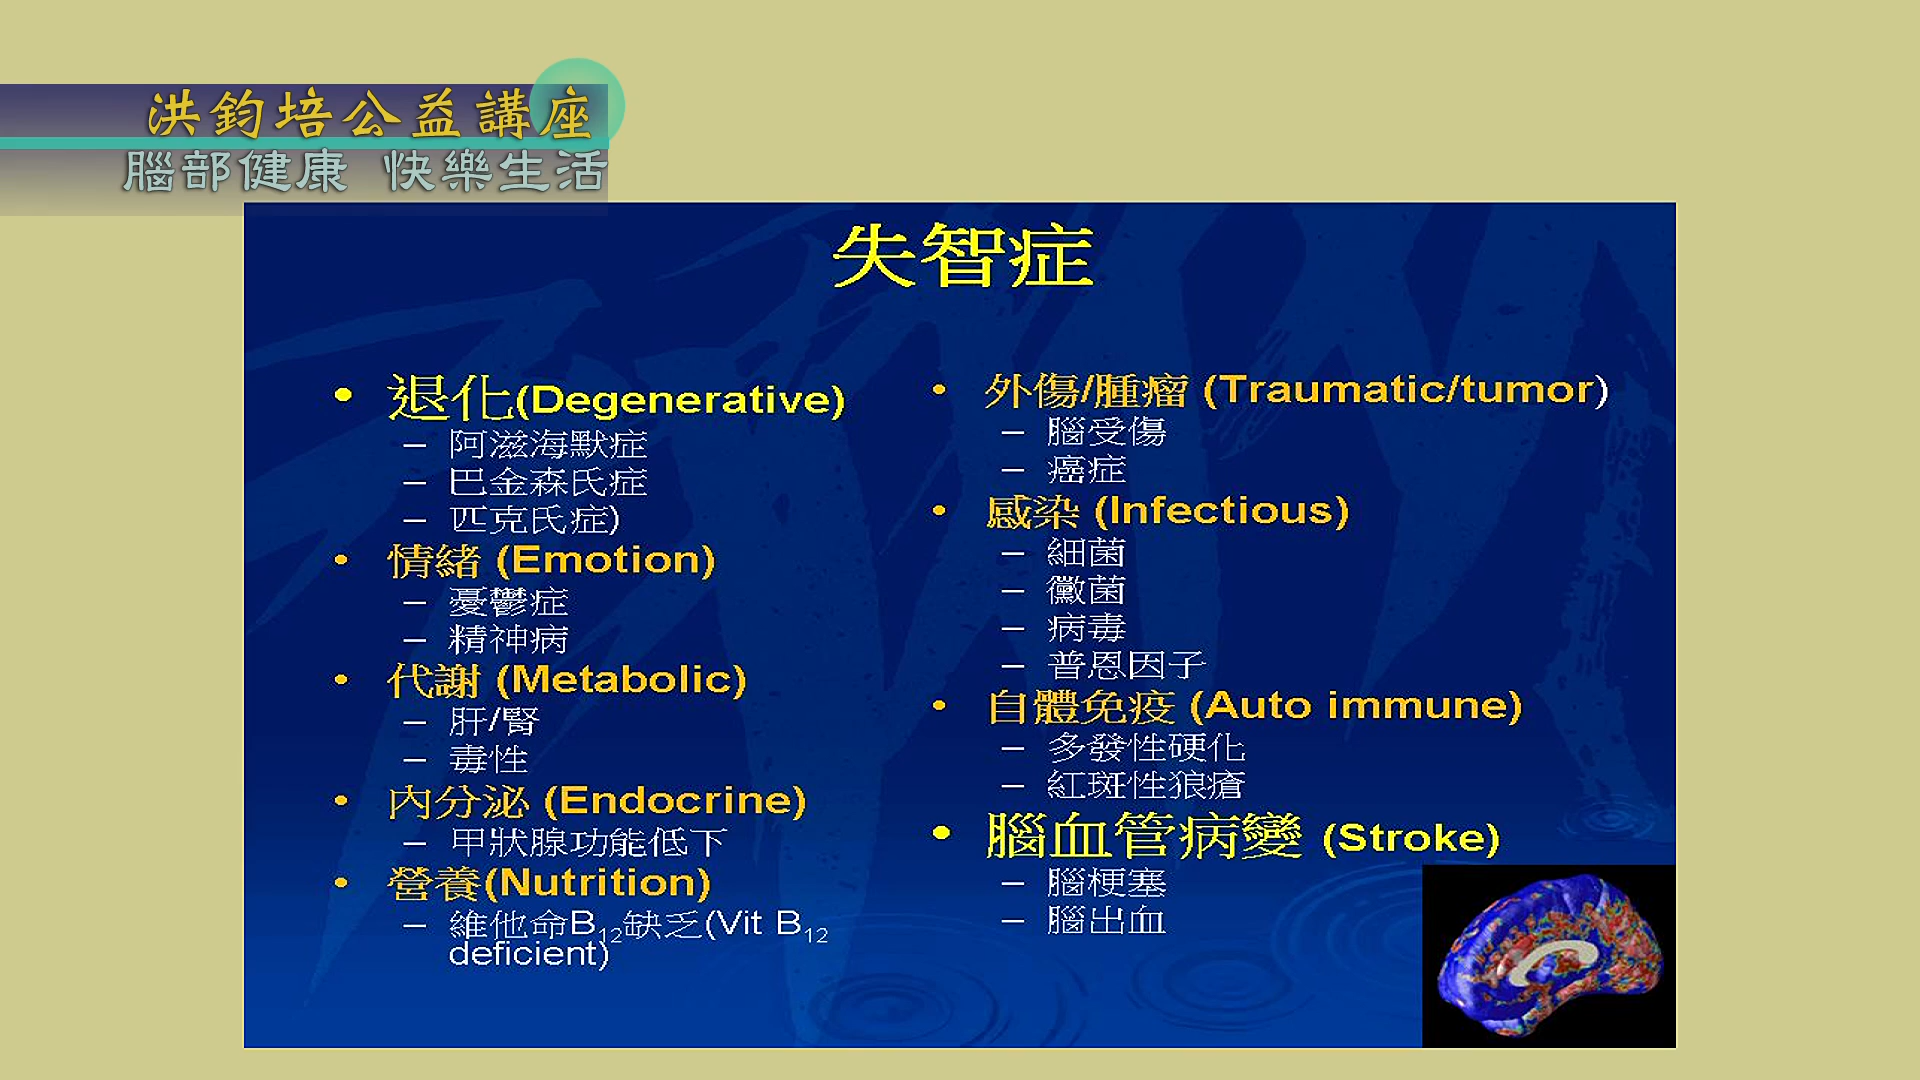 洪鈞培公益講座
腦部健康 快樂生活
失智症
• 退化(Degenerative)
– 阿滋海默症
– 巴金森氏症
– 匹克氏症)
• 情緒 (Emotion)
– 憂鬱症
– 精神病
• 代謝 (Metabolic)
– 肝/腎
– 毒性
• 內分泌 (Endocrine)
– 甲狀腺功能低下
• 營養(Nutrition)
– 維他命B12缺乏(Vit B12
deficient)
• 外傷/腫瘤 (Traumatic/tumor)
– 腦受傷
– 癌症
• 感染 (Infectious)
– 細菌
– 黴菌
– 病毒
– 普恩因子
• 自體免疫 (Auto immune)
– 多發性硬化
– 紅斑性狼瘡
• 腦血管病變 (Stroke)
– 腦梗塞
– 腦出血